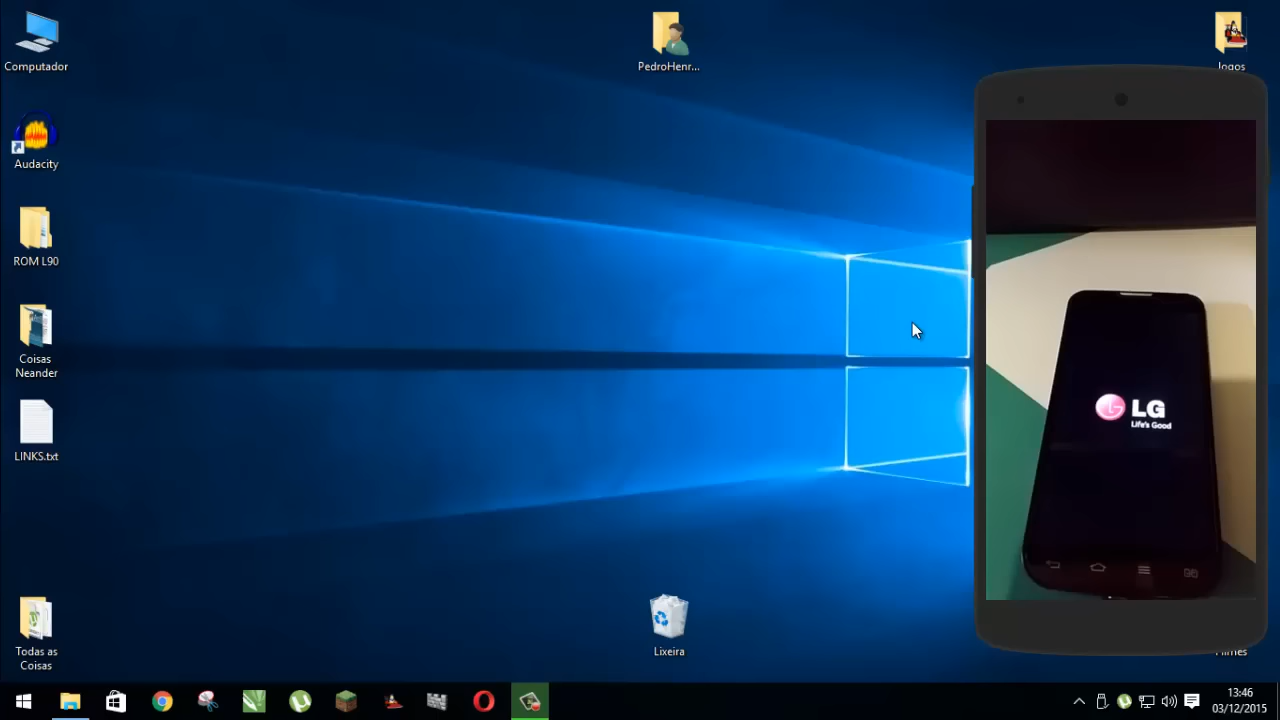 Computador
PedroHenr...
Jogos
Audacity
ROM L90
Coisas
Neander
LINKS.txt
LG
Life's Good
Todas as
Coisas
Lixeira
Filmes
13:46
03/12/2015